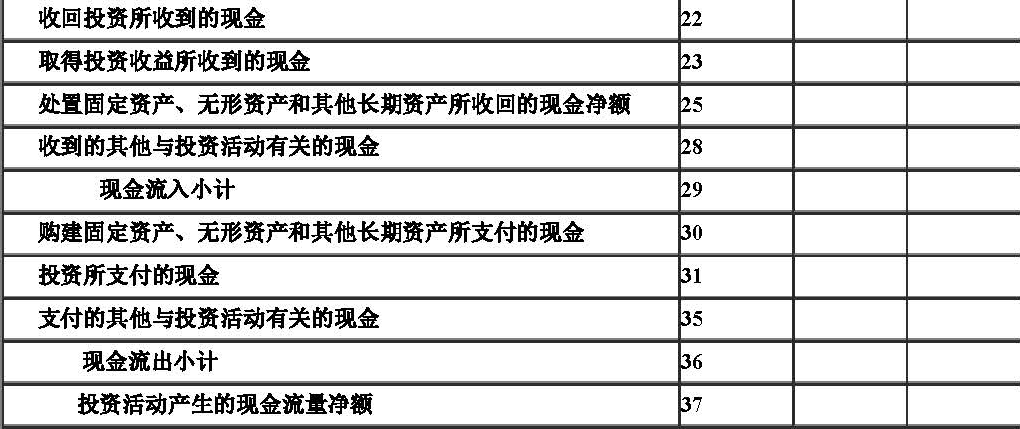 收回投资所收到的现金 22
取得投资收益所收到的现金 23
处置固定资产、无形资产和其他长期资产所收回的现金净额 25
收到的其他与投资活动有关的现金 28
现金流入小计 29
购建固定资产、无形资产和其他长期资产所支付的现金 30
投资所支付的现金 31
支付的其他与投资活动有关的现金 35
现金流出小计 36
投资活动产生的现金流量净额 37